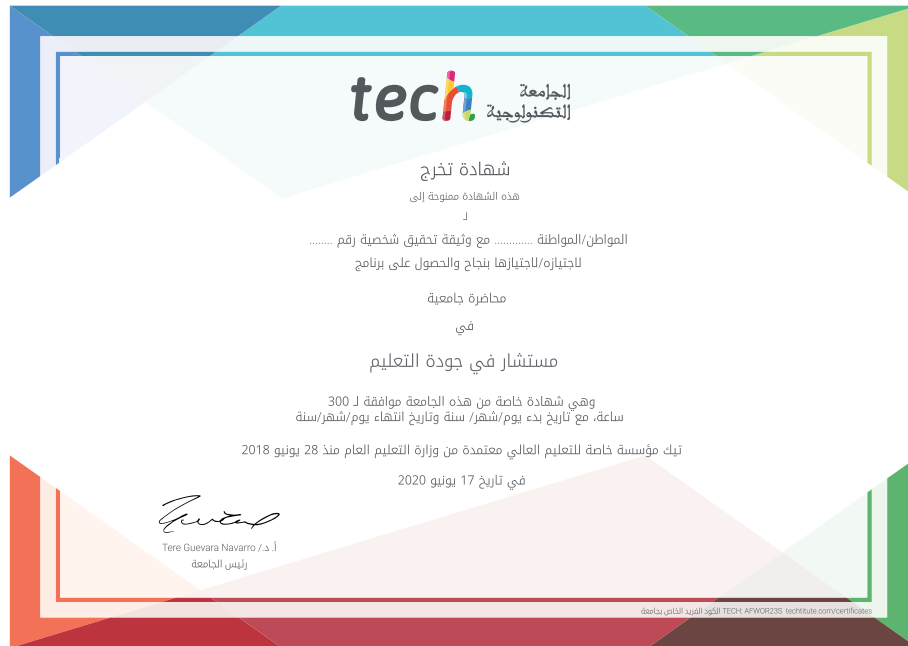 tech الجامعة
التكنولوجية
شهادة تخرج
هذه الشهادة ممنوحة إلى
لـ
المواطن/المواطنة ............. مع وثيقة تحقيق شخصية رقم ........
لاجتيازه/لاجتيازها بنجاح والحصول على برنامج
محاضرة جامعية
في
مستشار في جودة التعليم
وهي شهادة خاصة من هذه الجامعة موافقة لـ 300
ساعة، مع تاريخ بدء يوم/شهر/ سنة وتاريخ انتهاء يوم/شهر/سنة
تيك مؤسسة خاصة للتعليم العالي معتمدة من وزارة التعليم العام منذ 28 يونيو 2018
في تاريخ 17 يونيو 2020
أ. د./ Tere Guevara Navarro
رئيس الجامعة
الكود الفريد الخاص بجامعة TECH: AFWOR23S techtitute.com/certificates